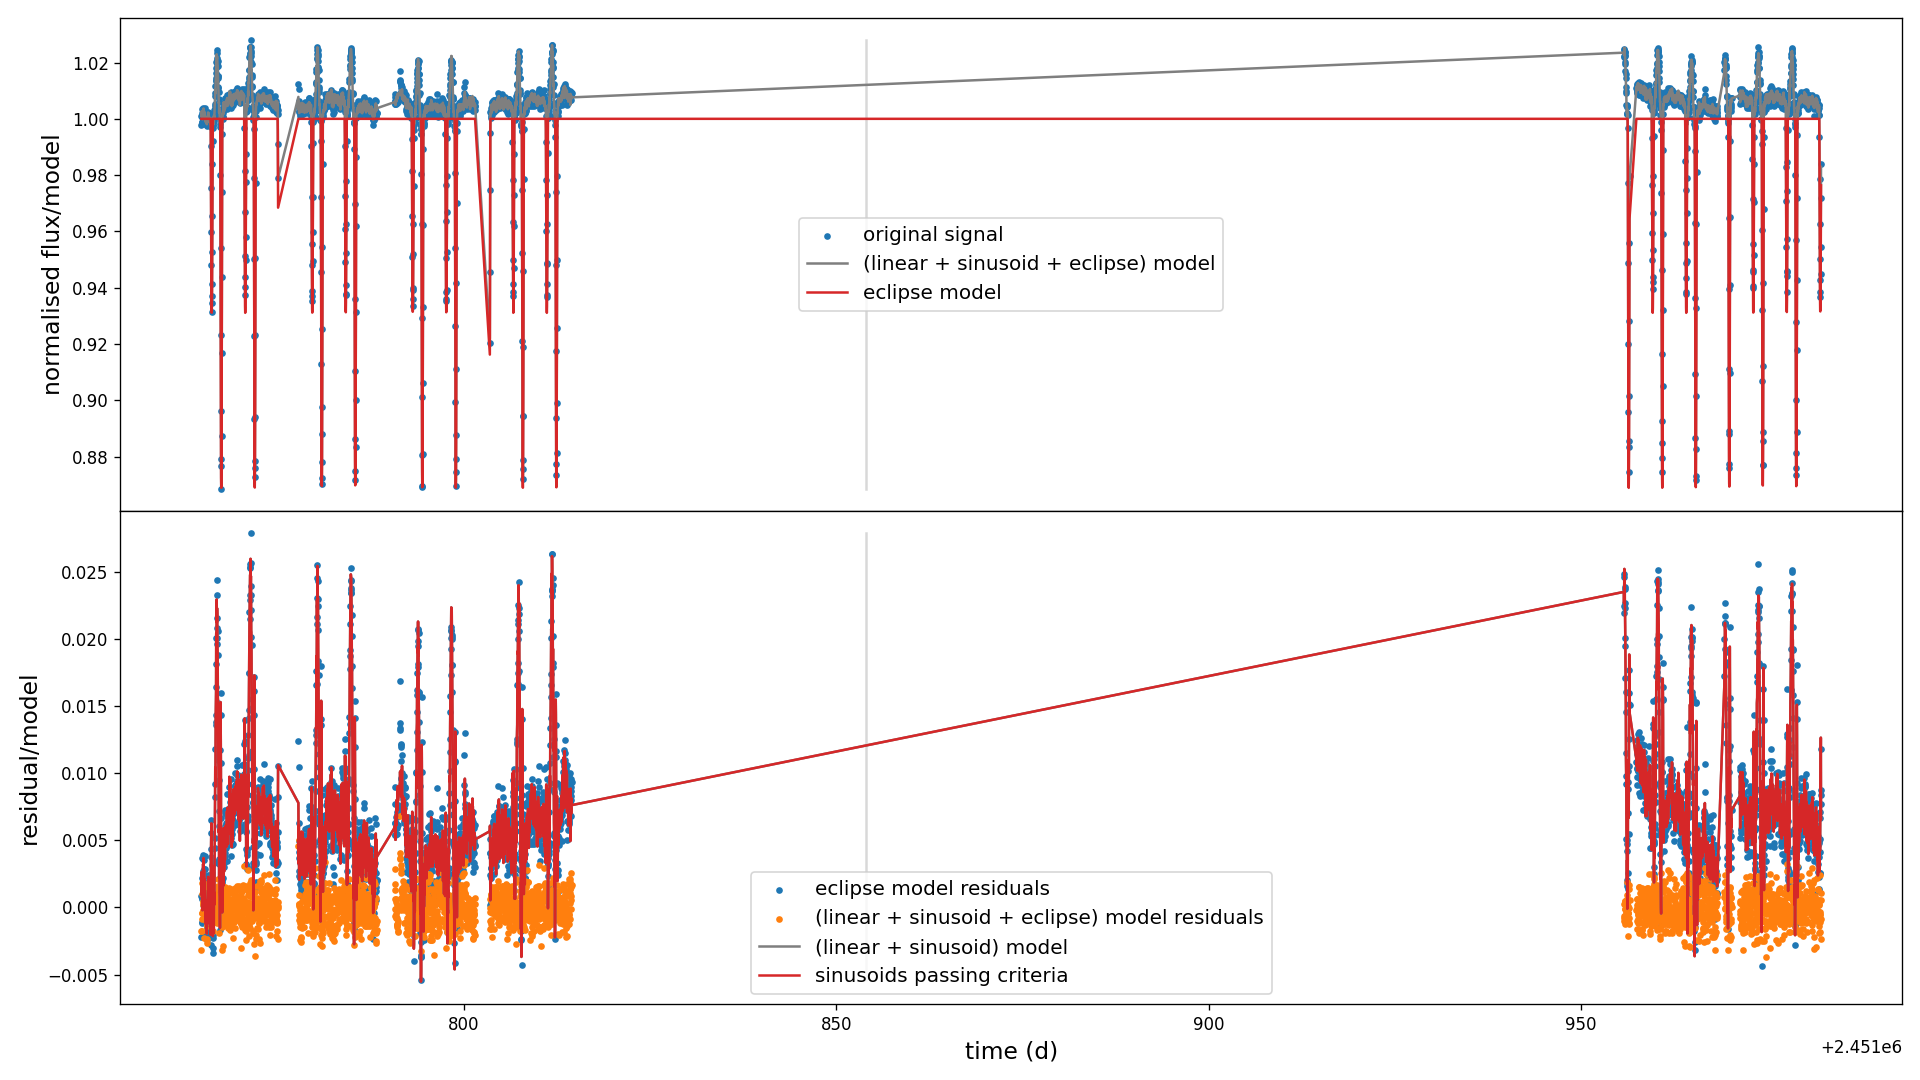 normalised flux/model
1.02
1.00
0.98
0.96
0.94
0.92
0.90
0.88
original signal
(linear + sinusoid + eclipse) model
eclipse model
residual/model
0.025
0.020
0.015
0.010
0.005
0.000
−0.005
eclipse model residuals
(linear + sinusoid + eclipse) model residuals
(linear + sinusoid) model
sinusoids passing criteria
800
850
900
950
time (d)
+2.451e6